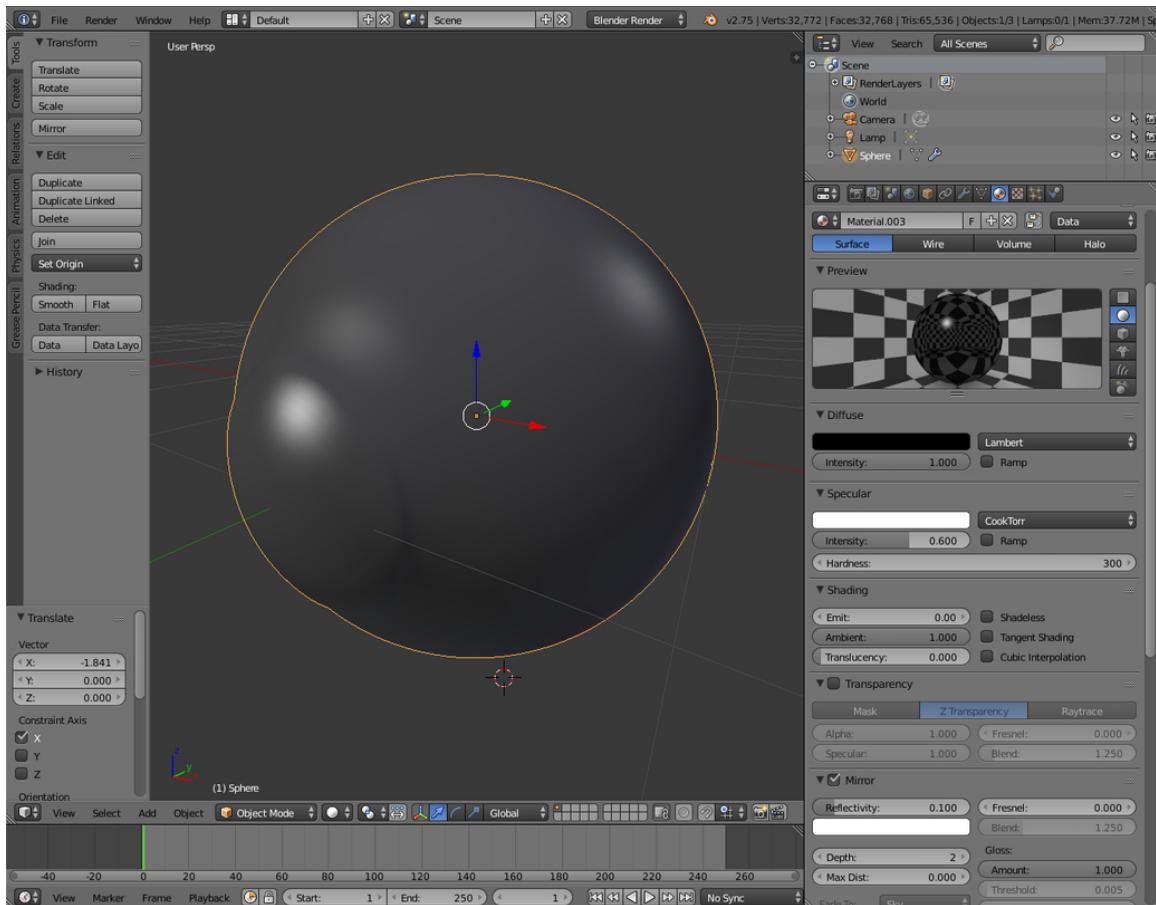 File Render Window Help Default Scene Blender Render v2.75 | Verts:32,772 | Faces:32,768 | Tris:65,536 | Objects:1/3 | Lamps:0/1 | Mem:37.72M | Sp
Tools
Create
Relations
Animation
Physics
Grease Pencil
Transform
Translate
Rotate
Scale
Mirror
Edit
Duplicate
Duplicate Linked
Delete
Join
Set Origin
Shading:
Smooth Flat
Data Transfer:
Data Data Layo
History
Translate
Vector
X: -1.841
Y: 0.000
Z: 0.000
Constraint Axis
X
Y
Z
Orientation
User Persp
z
y
x
(1) Sphere
View Select Add Object Object Mode Global
-40 -20 0 20 40 60 80 100 120 140 160 180 200 220 240 260
View Marker Frame Playback Start: 1 End: 250 1 No Sync
View Search All Scenes
Scene
RenderLayers |
World
Camera |
Lamp |
Sphere |
Material.003 F Data
Surface Wire Volume Halo
Preview
Diffuse
Lambert
Intensity: 1.000 Ramp
Specular
CookTorr
Intensity: 0.600 Ramp
Hardness: 300
Shading
Emit: 0.00 Shadeless
Ambient: 1.000 Tangent Shading
Translucency: 0.000 Cubic Interpolation
Transparency
Mask Z Transparency Raytrace
Alpha: 1.000 Fresnel: 0.000
Specular: 1.000 Blend: 1.250
Mirror
Reflectivity: 0.100 Fresnel: 0.000
Blend: 1.250
Depth: 2 Gloss:
Max Dist: 0.000 Amount: 1.000
Threshold: 0.005
Fade To: Sky